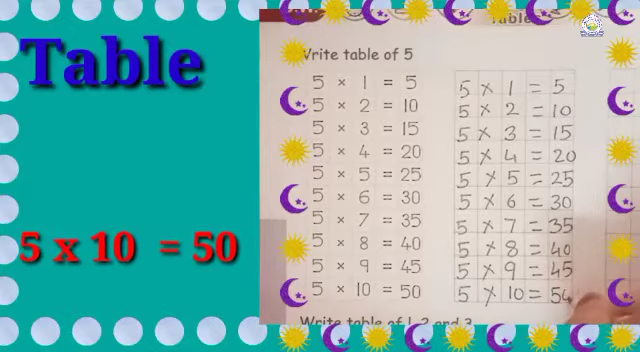 Table
5 x 10 = 50
Write table of 5
5 × 1 = 5
5 × 2 = 10
5 × 3 = 15
5 × 4 = 20
5 × 5 = 25
5 × 6 = 30
5 × 7 = 35
5 × 8 = 40
5 × 9 = 45
5 × 10 = 50
5 × 1 = 5
5 × 2 = 10
5 × 3 = 15
5 × 4 = 20
5 × 5 = 25
5 × 6 = 30
5 × 7 = 35
5 × 8 = 40
5 × 9 = 45
5 × 10 =
Write table of 1, 2 and 3